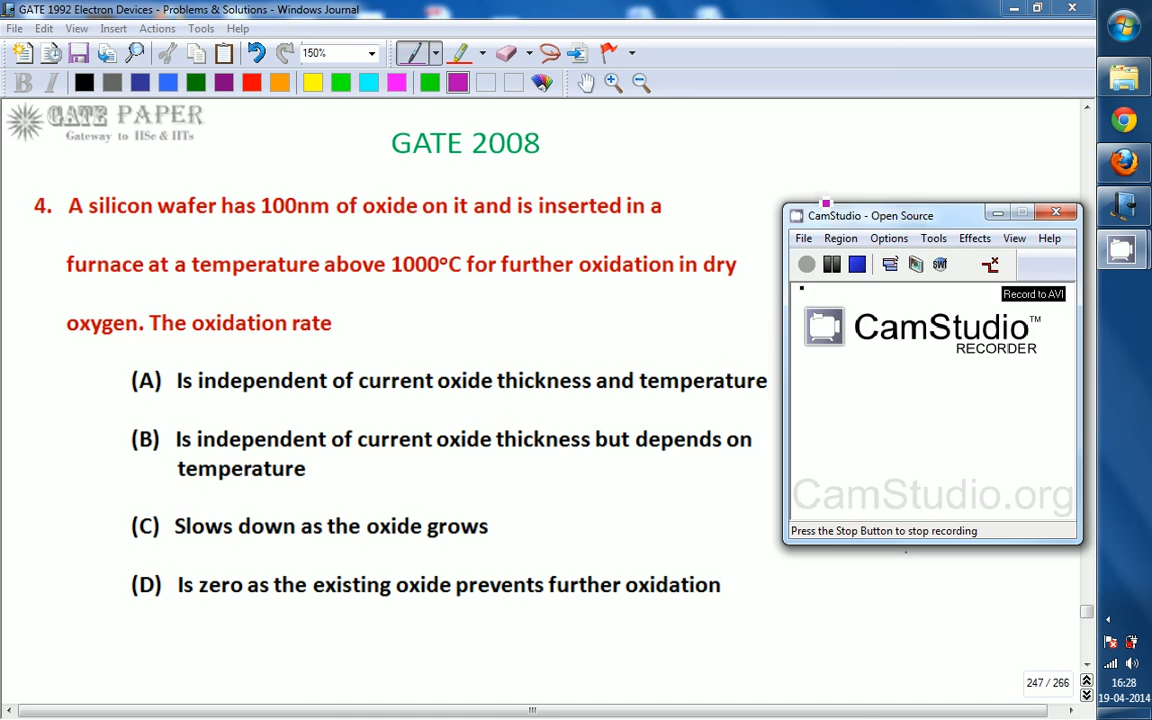 GATE 1992 Electron Devices - Problems & Solutions - Windows Journal
File Edit View Insert Actions Tools Help
150%
B I
GATE PAPER
Gateway to IISc & IITs
GATE 2008
4. A silicon wafer has 100nm of oxide on it and is inserted in a
furnace at a temperature above 1000°C for further oxidation in dry
oxygen. The oxidation rate
(A) Is independent of current oxide thickness and temperature
(B) Is independent of current oxide thickness but depends on
temperature
(C) Slows down as the oxide grows
(D) Is zero as the existing oxide prevents further oxidation
CamStudio - Open Source
File Region Options Tools Effects View Help
SWF
Record to AVI
CamStudio™
RECORDER
CamStudio.org
Press the Stop Button to stop recording
247 / 266
16:28
19-04-2014